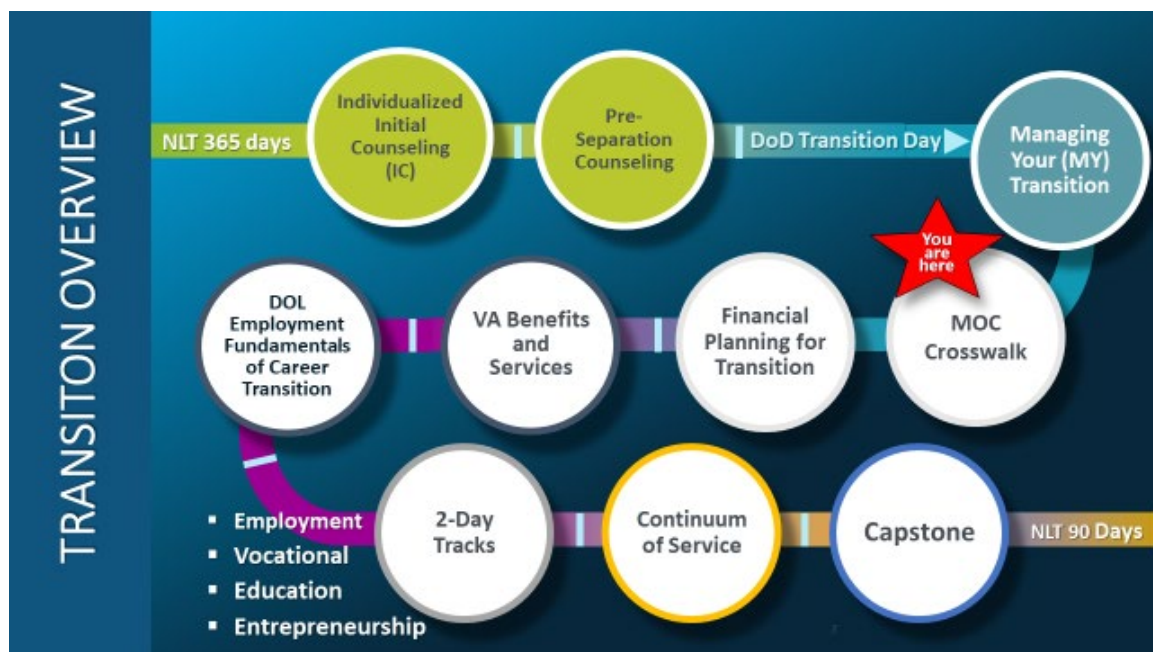 TRANSITON OVERVIEW
NLT 365 days
Individualized
Initial
Counseling
(IC)
Pre-
Separation
Counseling
DoD Transition Day
Managing
Your (MY)
Transition
You
are
here
MOC
Crosswalk
Financial
Planning for
Transition
VA Benefits
and
Services
DOL
Employment
Fundamentals
of Career
Transition
▪ Employment
▪ Vocational
▪ Education
▪ Entrepreneurship
2-Day
Tracks
Continuum
of Service
Capstone
NLT 90 Days